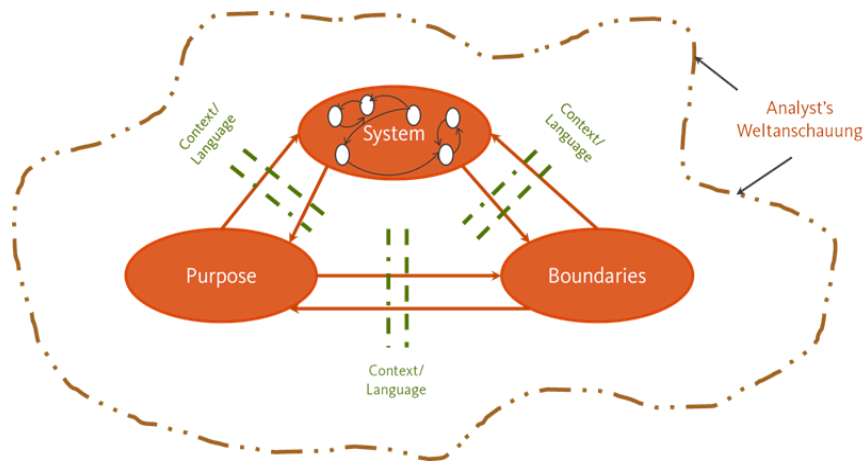 Context/
Language
System
Context/
Language
Analyst's
Weltanschauung
Purpose
Boundaries
Context/
Language